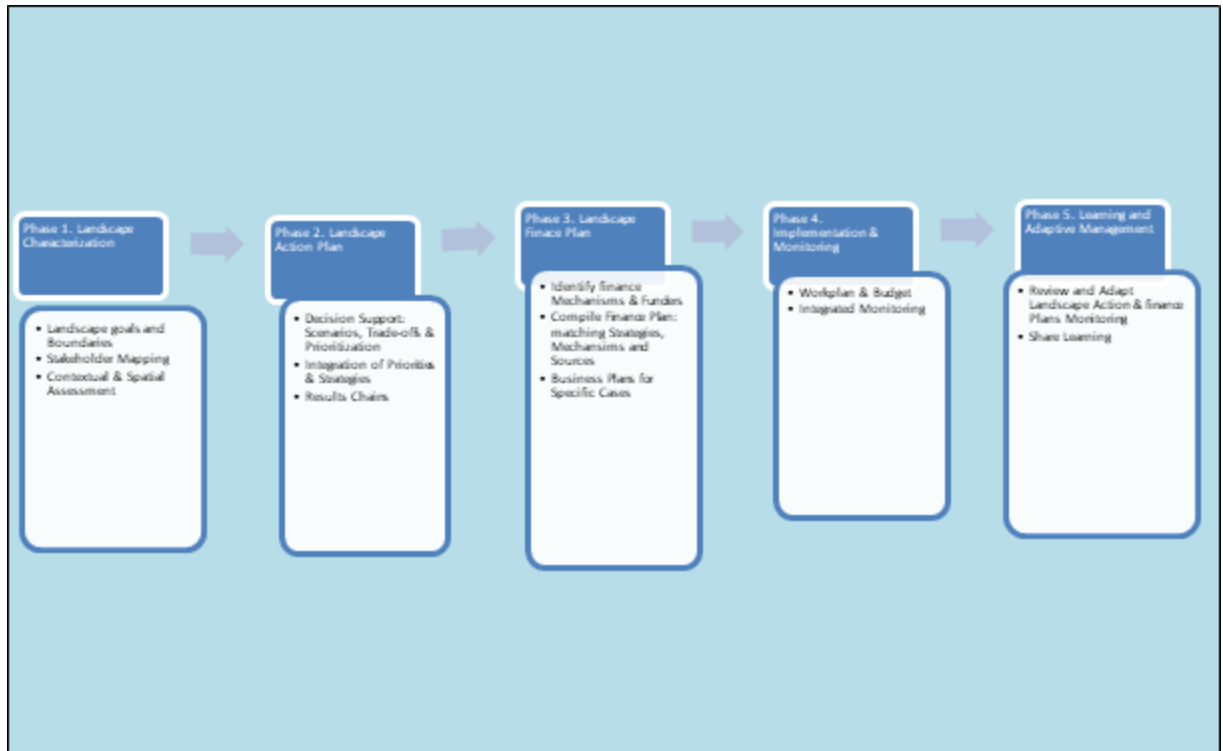 Phase 1. Landscape
Characterization
• Landscape goals and
Boundaries
• Stakeholder Mapping
• Contextual & Spatial
Assessment
Phase 2. Landscape
Action Plan
• Decision Support:
Scenarios, Trade-offs &
Prioritization
• Integration of Priorities
& Strategies
• Results Chains
Phase 3. Landscape
Finace Plan
• Identify finance
Mechanisms & Funders
• Compile Finance Plan:
matching Strategies,
Mechansims and
Sources
• Business Plans for
Specific Cases
Phase 4.
Implementation &
Monitoring
• Workplan & Budget
• Integrated Monitoring
Phase 5. Learning and
Adaptive Management
• Review and Adapt
Landscape Action & finance
Plans Monitoring
• Share Learning